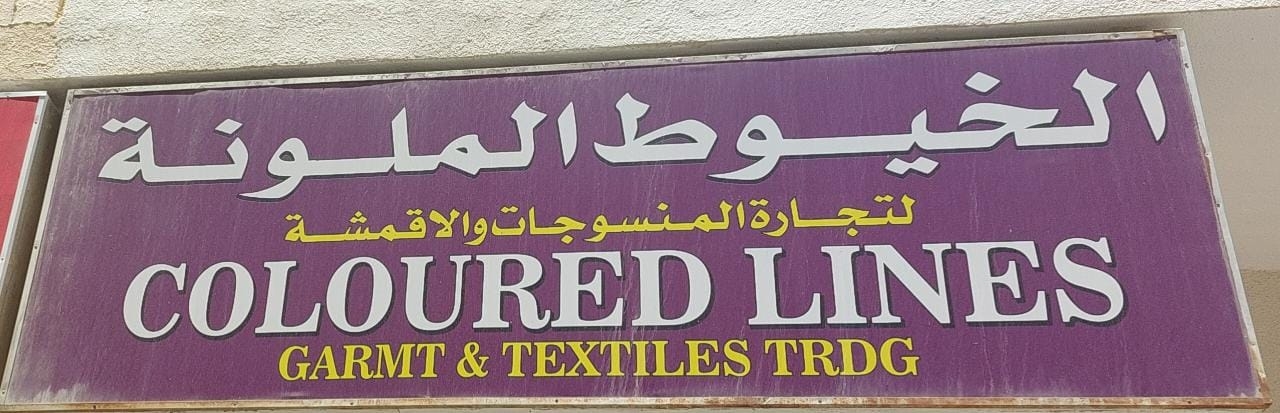 الخيوط الملونة
لتجارة المنسوجات والاقمشة
COLOURED LINES
GARMT & TEXTILES TRDG